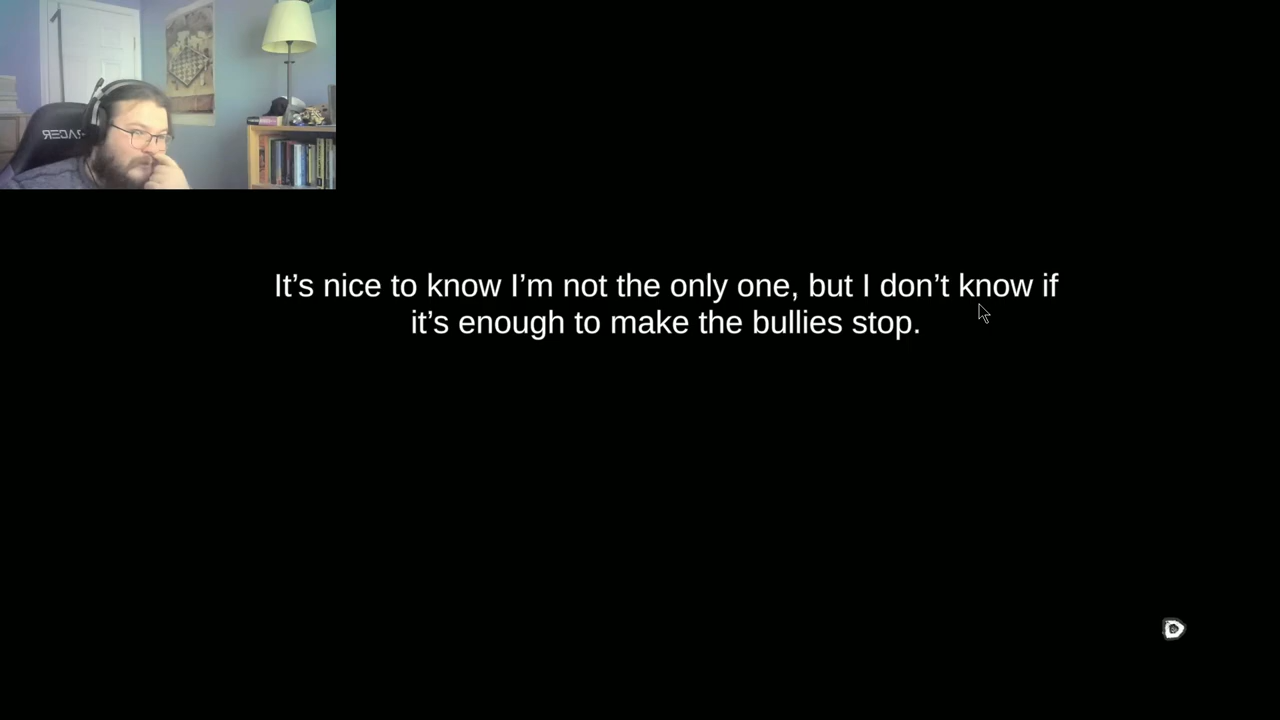 It’s nice to know I’m not the only one, but I don’t know if
it’s enough to make the bullies stop.